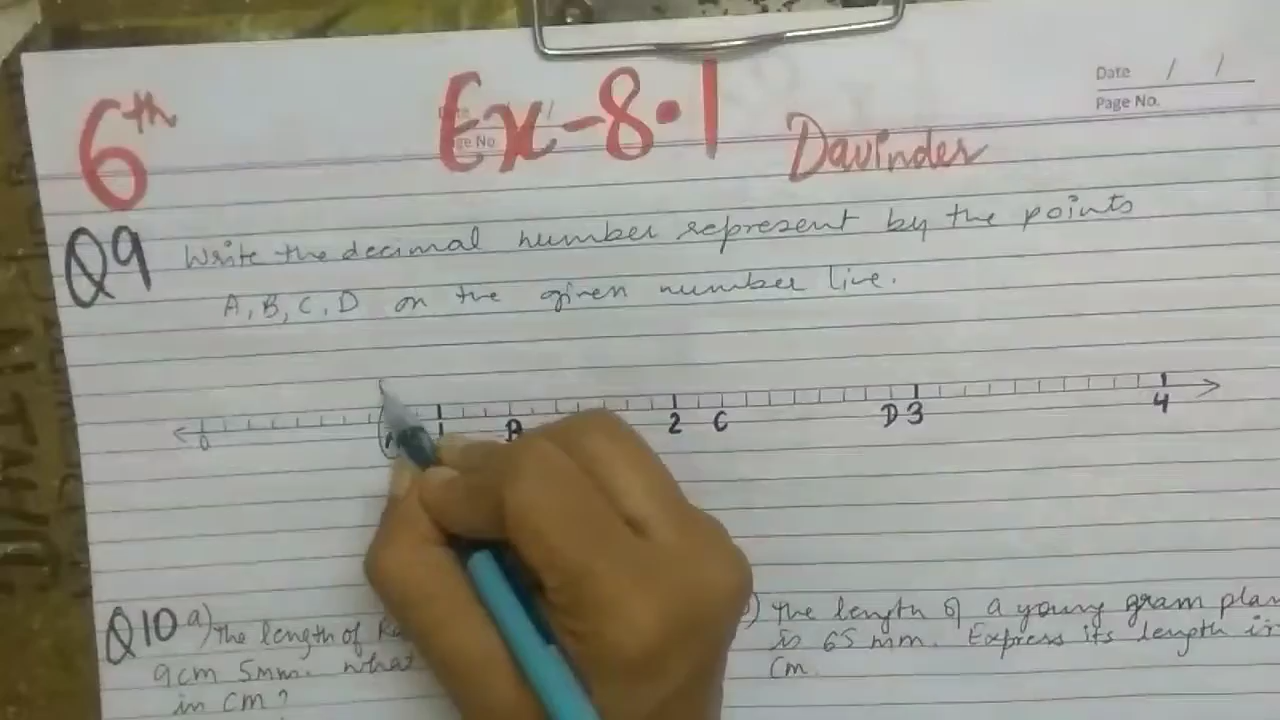 6th Ex-8.1 Davinder
Date / /
Page No.
Q9 Write the decimal number represent by the points
A, B, C, D on the given number live.
0 1 B 2 C D 3 4
Q10 a) The length of
9cm 5mm. What
in cm?
) The length of a young gram plan
is 65 mm. Express its length in
cm.